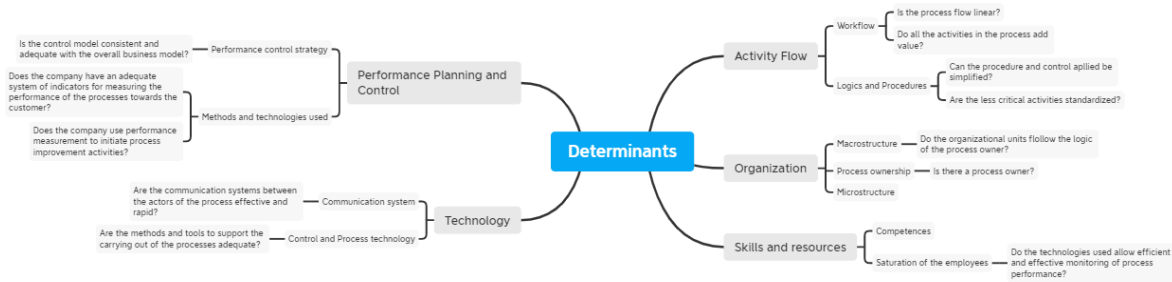 Determinants
Performance Planning and
Control
Performance control strategy
Is the control model consistent and
adequate with the overall business model?
Methods and technologies used
Does the company have an adequate
system of indicators for measuring the
performance of the processes towards the
customer?
Does the company use performance
measurement to initiate process
improvement activities?
Technology
Communication system
Are the communication systems between
the actors of the process effective and
rapid?
Control and Process technology
Are the methods and tools to support the
carrying out of the processes adequate?
Activity Flow
Workflow
Is the process flow linear?
Do all the activities in the process add
value?
Logics and Procedures
Can the procedure and control apllied be
simplified?
Are the less critical activities standardized?
Organization
Macrostructure
Do the organizational units flollow the logic
of the process owner?
Process ownership
Is there a process owner?
Microstructure
Skills and resources
Competences
Saturation of the employees
Do the technologies used allow efficient
and effective monitoring of process
performance?